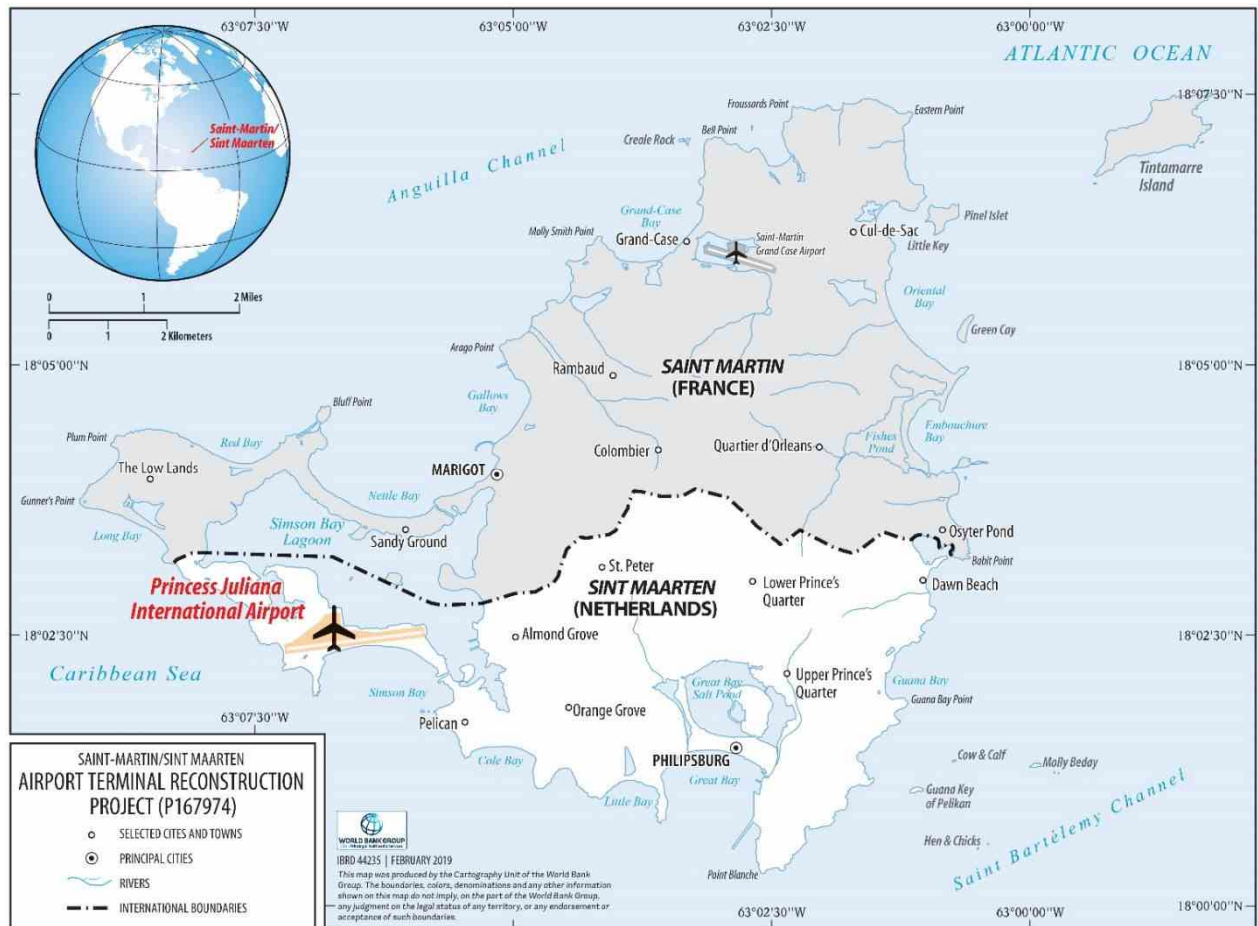 63°07'30''W
63°05'00''W
63°02'30''W
63°00'00''W
ATLANTIC OCEAN
18°07'30''N
18°07'30''N
Froussards Point
Eastern Point
Bell Point
Creole Rock
Saint-Martin/
Sint Maarten
Anguilla Channel
Tintamarre
Island
Grand-Case
Bay
Pinel Islet
Molly Smith Point
Grand-Case
Saint-Martin
Grand Case Airport
Cul-de-Sac
Little Key
0
1
2 Miles
0
1
2 Kilometers
Oriental
Bay
Green Cay
Arago Point
18°05'00''N
18°05'00''N
Rambaud
SAINT MARTIN
(FRANCE)
Gallows
Bay
Bluff Point
Plum Point
Red Bay
Embouchure
Bay
Fishes
Pond
Colombier
Quartier d'Orleans
The Low Lands
MARIGOT
Gunner's Point
Nettle Bay
Long Bay
Simson Bay
Lagoon
Sandy Ground
Osyter Pond
Babit Point
St. Peter
Princess Juliana
International Airport
SINT MAARTEN
(NETHERLANDS)
Lower Prince's
Quarter
Dawn Beach
18°02'30''N
18°02'30''N
Almond Grove
Caribbean Sea
Great Bay
Salt Pond
Upper Prince's
Quarter
Guana Bay
Simson Bay
Guana Bay Point
63°07'30''W
Pelican
Orange Grove
PHILIPSBURG
Cole Bay
Great Bay
Cow & Calf
Molly Beday
Little Bay
Guana Key
of Pelikan
Hen & Chicks
Saint Bartélemy Channel
Point Blanche
SAINT-MARTIN/SINT MAARTEN
AIRPORT TERMINAL RECONSTRUCTION
PROJECT (P167974)
SELECTED CITES AND TOWNS
PRINCIPAL CITIES
RIVERS
INTERNATIONAL BOUNDARIES
WORLD BANK GROUP
IBRD 44235 | FEBRUARY 2019
This map was produced by the Cartography Unit of the World Bank
Group. The boundaries, colors, denominations and any other information
shown on this map do not imply, on the part of the World Bank Group,
any judgment on the legal status of any territory, or any endorsement or
acceptance of such boundaries.
63°02'30''W
63°00'00''W
18°00'00''N